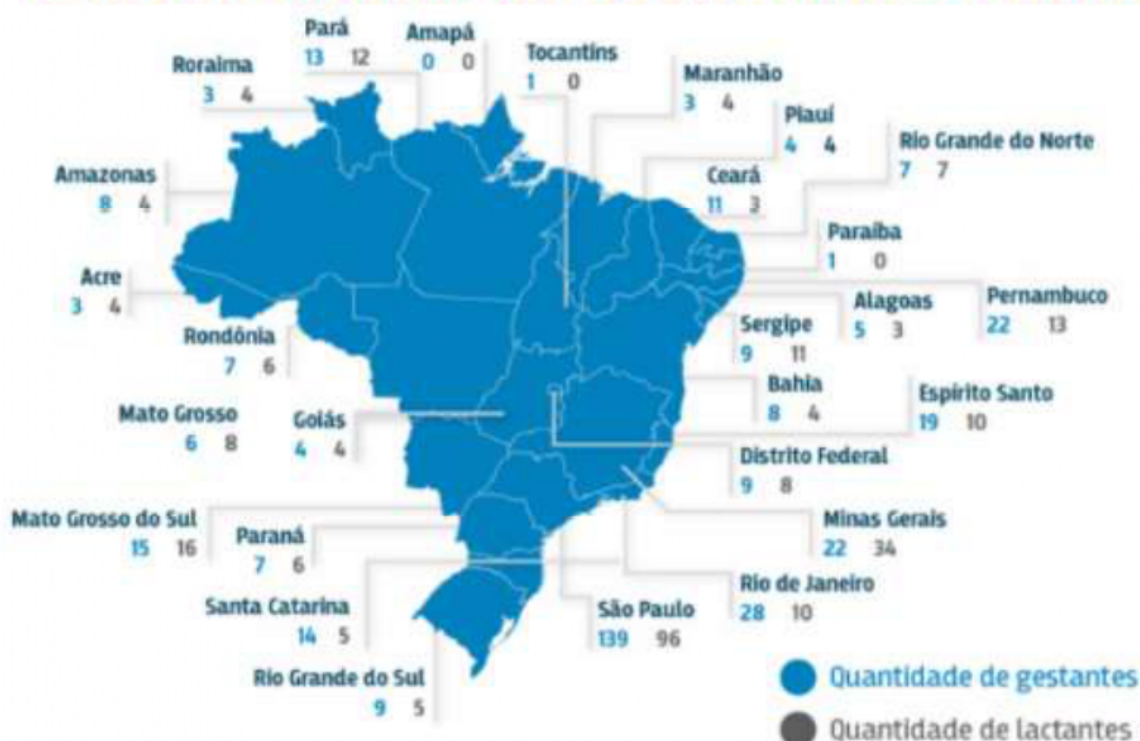 Pará
13 12
Amapá
0 0
Tocantins
1 0
Roraima
3 4
Maranhão
3 4
Piauí
4 4
Rio Grande do Norte
7 7
Amazonas
8 4
Ceará
11 3
Paraíba
1 0
Acre
3 4
Alagoas
5 3
Pernambuco
22 13
Rondônia
7 6
Sergipe
9 11
Bahia
8 4
Espírito Santo
19 10
Mato Grosso
6 8
Goiás
4 4
Distrito Federal
9 8
Mato Grosso do Sul
15 16
Paraná
7 6
Minas Gerais
22 34
Santa Catarina
14 5
São Paulo
139 96
Rio de Janeiro
28 10
Rio Grande do Sul
9 5
Quantidade de gestantes
Quantidade de lactantes